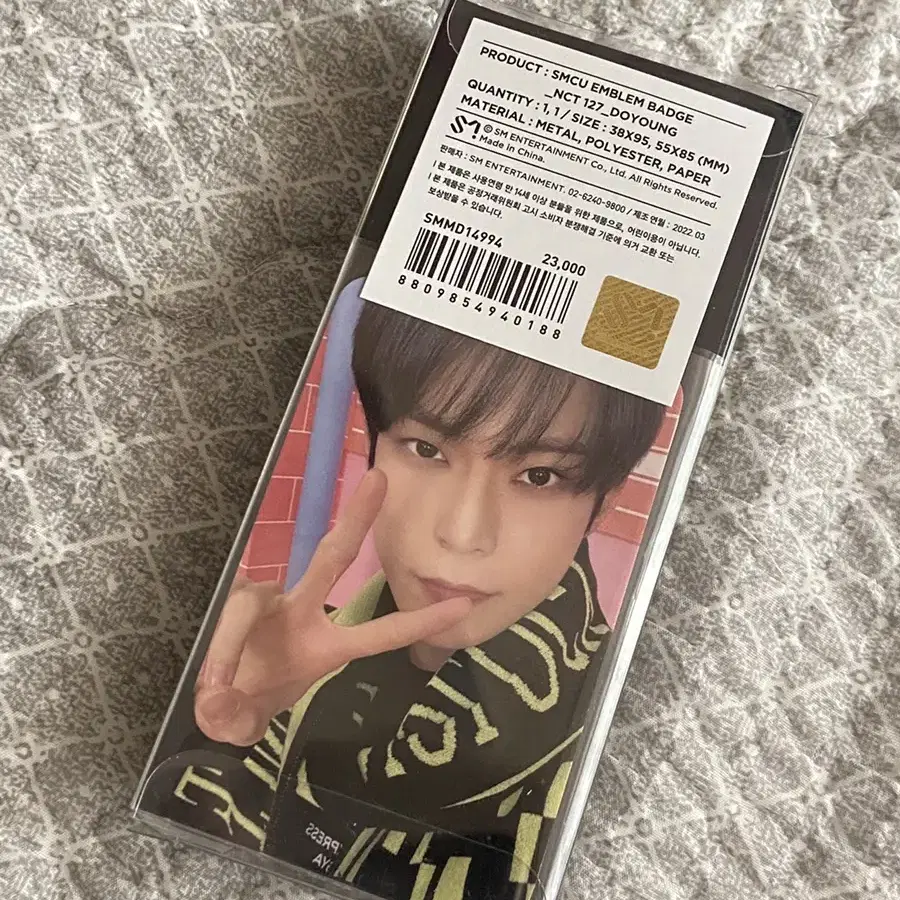 PRODUCT : SMCU EMBLEM BADGE
_NCT 127_DOYOUNG
QUANTITY : 1, 1 / SIZE : 38X95, 55X85 (MM)
MATERIAL : METAL, POLYESTER, PAPER
SM © SM ENTERTAINMENT Co., Ltd. All Rights Reserved.
Made in China.
판매자 : SM ENTERTAINMENT. 02-6240-9800 / 제조 연월 : 2022.03
I 본 제품은 사용연령 만 14세 이상 분들을 위한 제품으로, 어린이용이 아닙니다.
I 본 제품은 공정거래위원회 고시 소비자 분쟁해결 기준에 의거 교환 또는
보상받을 수 있습니다.
SMMD14994
23,000
8809854940188
SM
PRESS